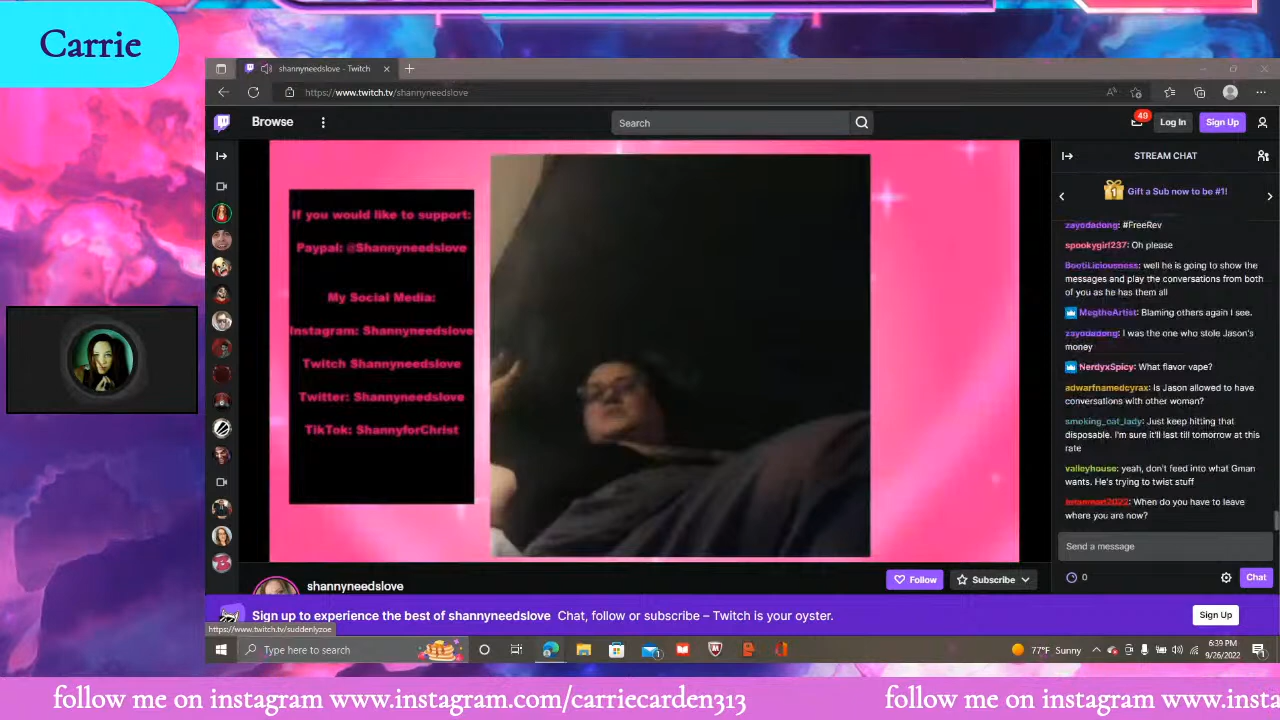 Carrie
shannyneedslove - Twitch
https://www.twitch.tv/shannyneedslove
Browse
Search
49
Log In
Sign Up
If you would like to support:
Paypal: @Shannyneedslove
My Social Media:
Instagram: Shannyneedslove
Twitch Shannyneedslove
Twitter: Shannyneedslove
TikTok: ShannyforChrist
STREAM CHAT
1
Gift a Sub now to be #1!
zayodadong: #FreeRev
spookygirl237: Oh please
BootiLiciousness: well he is going to show the
messages and play the conversations from both
of you as he has them all
MegtheArtist: Blaming others again I see.
zayodadong: I was the one who stole Jason's
money
NerdyxSpicy: What flavor vape?
adwarfnamedcyrax: Is Jason allowed to have
conversations with other woman?
smoking_cat_lady: Just keep hitting that
disposable. I'm sure it'll last till tomorrow at this
rate
valleyhouse: yeah, don't feed into what Gman
wants. He's trying to twist stuff
When do you have to leave
where you are now?
Send a message
0
Chat
shannyneedslove
Follow
Subscribe
Sign up to experience the best of shannyneedslove Chat, follow or subscribe – Twitch is your oyster.
Sign Up
https://www.twitch.tv/suddenlyzoe
Type here to search
77°F Sunny
6:39 PM
9/26/2022
follow me on instagram www.instagram.com/carriecarden313
follow me on instagram www.insta